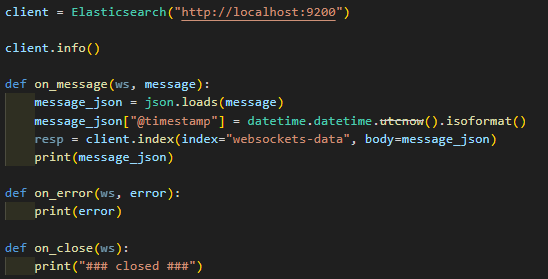 client = Elasticsearch("http://localhost:9200")
client.info()
def on_message(ws, message):
    message_json = json.loads(message)
    message_json["@timestamp"] = datetime.datetime.utcnow().isoformat()
    resp = client.index(index="websockets-data", body=message_json)
    print(message_json)
def on_error(ws, error):
    print(error)
def on_close(ws):
    print("### closed ###")